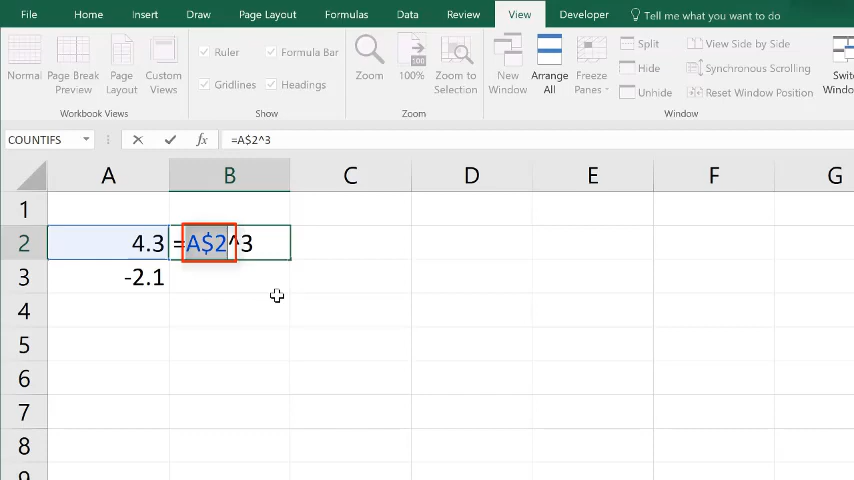 File Home Insert Draw Page Layout Formulas Data Review View Developer Tell me what you want to do
Normal Page Break Preview Page Layout Custom Views
Workbook Views
Ruler Formula Bar
Gridlines Headings
Show
Zoom 100% Zoom to Selection
Zoom
New Window Arrange All Freeze Panes
Split
Hide
Unhide
View Side by Side
Synchronous Scrolling
Reset Window Position
Window
COUNTIFS fx =A$2^3
A B C D E F G
1
2 4.3 =A$2^3
3 -2.1
4
5
6
7
8